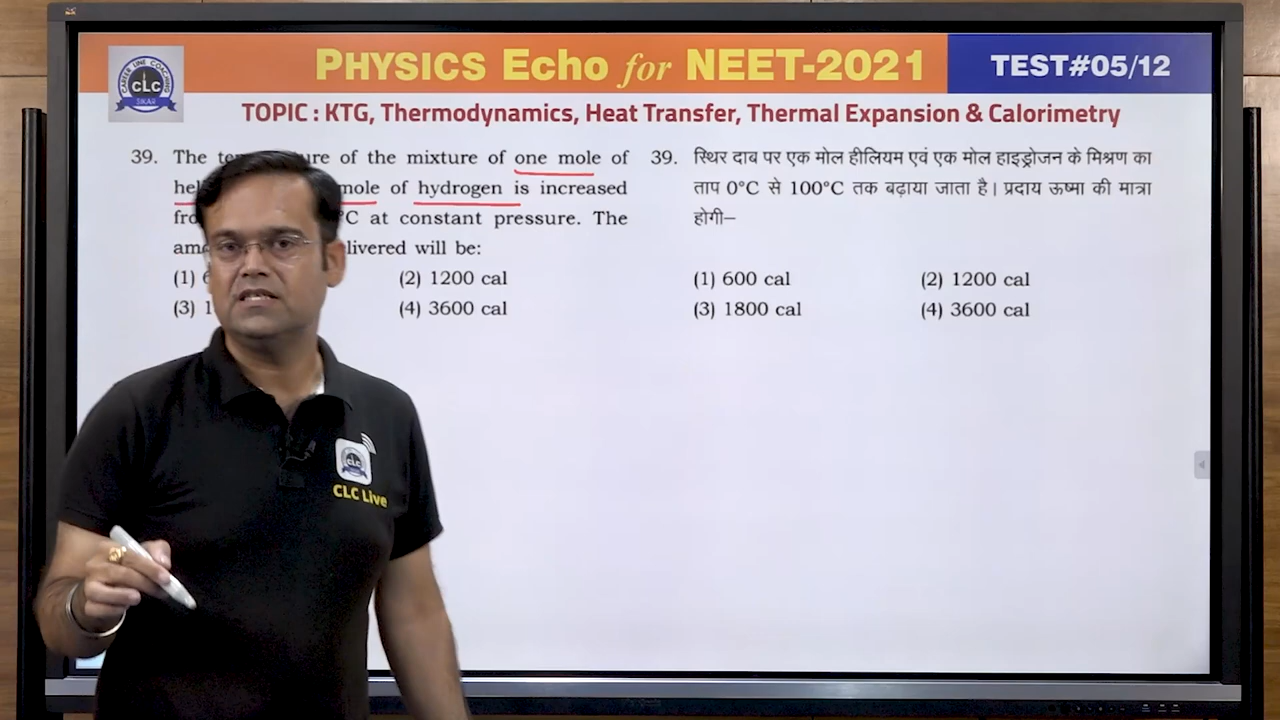 PHYSICS Echo for NEET-2021
TEST#05/12
CLC
SIKAR
TOPIC : KTG, Thermodynamics, Heat Transfer, Thermal Expansion & Calorimetry
39. The ture of the mixture of one mole of
mole of hydrogen is increased
°C at constant pressure. The
livered will be:
(1) 6 (2) 1200 cal
(3) 1 (4) 3600 cal
39. स्थिर दाब पर एक मोल हीलियम एवं एक मोल हाइड्रोजन के मिश्रण का
ताप 0°C से 100°C तक बढ़ाया जाता है। प्रदाय ऊष्मा की मात्रा
होगी–
(1) 600 cal (2) 1200 cal
(3) 1800 cal (4) 3600 cal
CLC
CLC Live